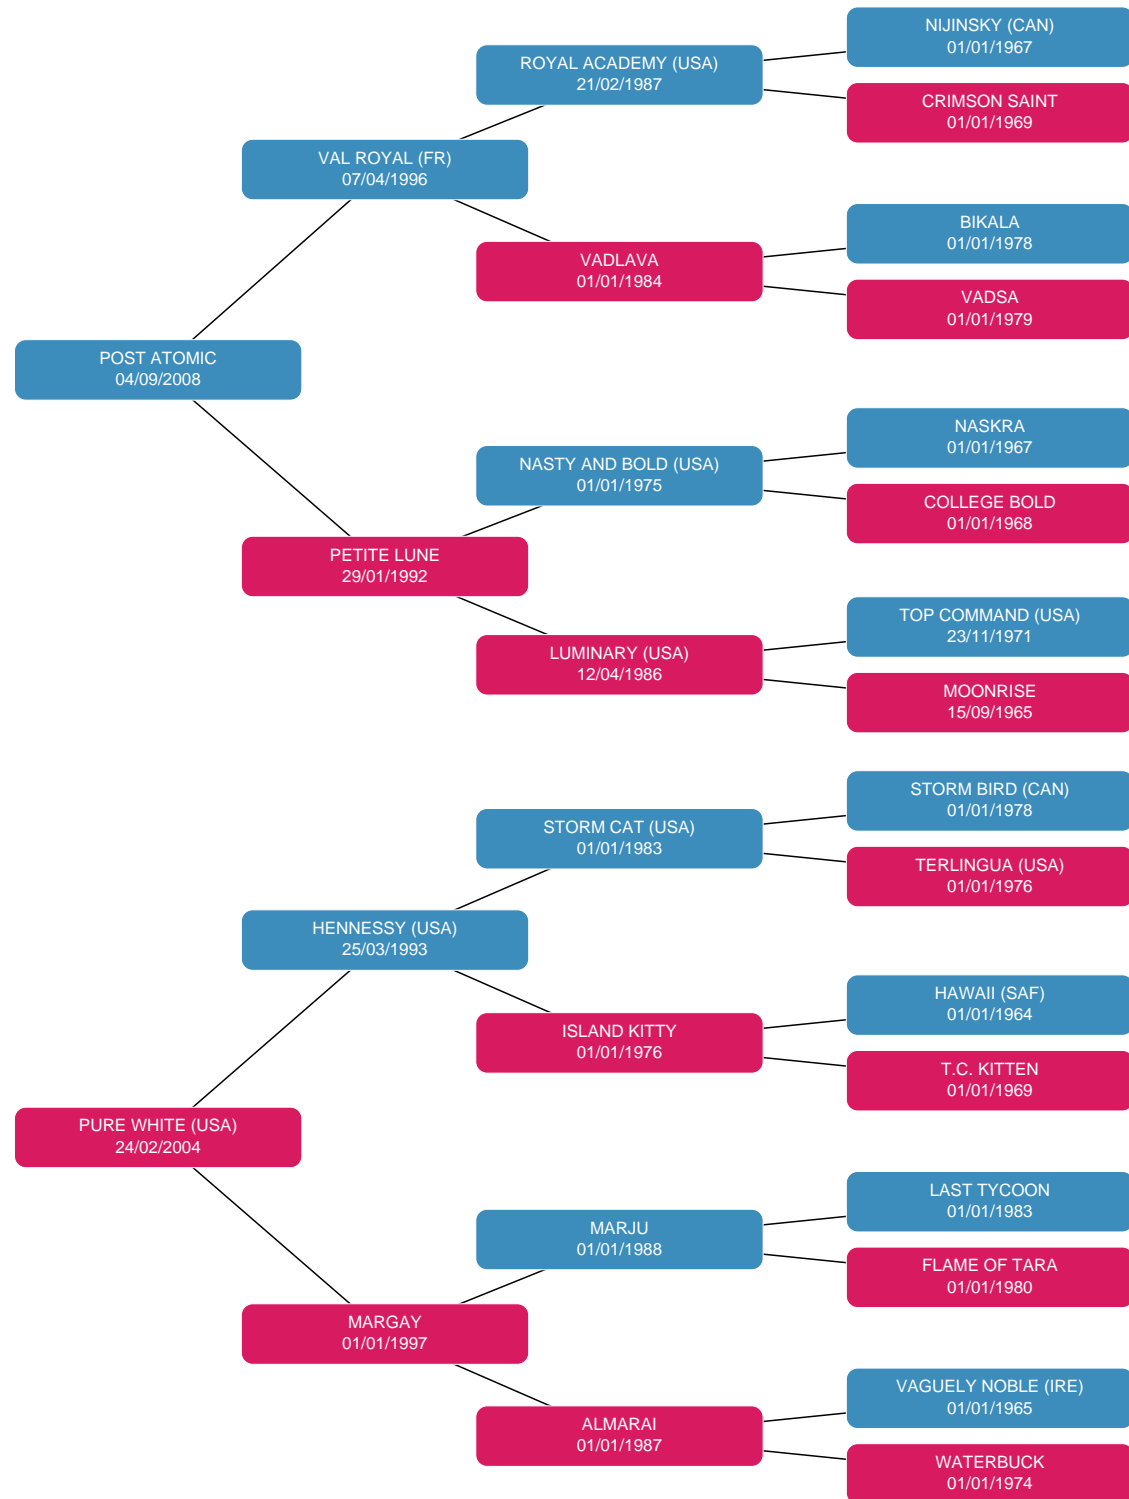 NIJINSKY (CAN)
01/01/1967
ROYAL ACADEMY (USA)
21/02/1987
CRIMSON SAINT
01/01/1969
VAL ROYAL (FR)
07/04/1996
BIKALA
01/01/1978
VADLAVA
01/01/1984
VADSA
01/01/1979
POST ATOMIC
04/09/2008
NASKRA
01/01/1967
NASTY AND BOLD (USA)
01/01/1975
COLLEGE BOLD
01/01/1968
PETITE LUNE
29/01/1992
TOP COMMAND (USA)
23/11/1971
LUMINARY (USA)
12/04/1986
MOONRISE
15/09/1965
STORM BIRD (CAN)
01/01/1978
STORM CAT (USA)
01/01/1983
TERLINGUA (USA)
01/01/1976
HENNESSY (USA)
25/03/1993
HAWAII (SAF)
01/01/1964
ISLAND KITTY
01/01/1976
T.C. KITTEN
01/01/1969
PURE WHITE (USA)
24/02/2004
LAST TYCOON
01/01/1983
MARJU
01/01/1988
FLAME OF TARA
01/01/1980
MARGAY
01/01/1997
VAGUELY NOBLE (IRE)
01/01/1965
ALMARAI
01/01/1987
WATERBUCK
01/01/1974